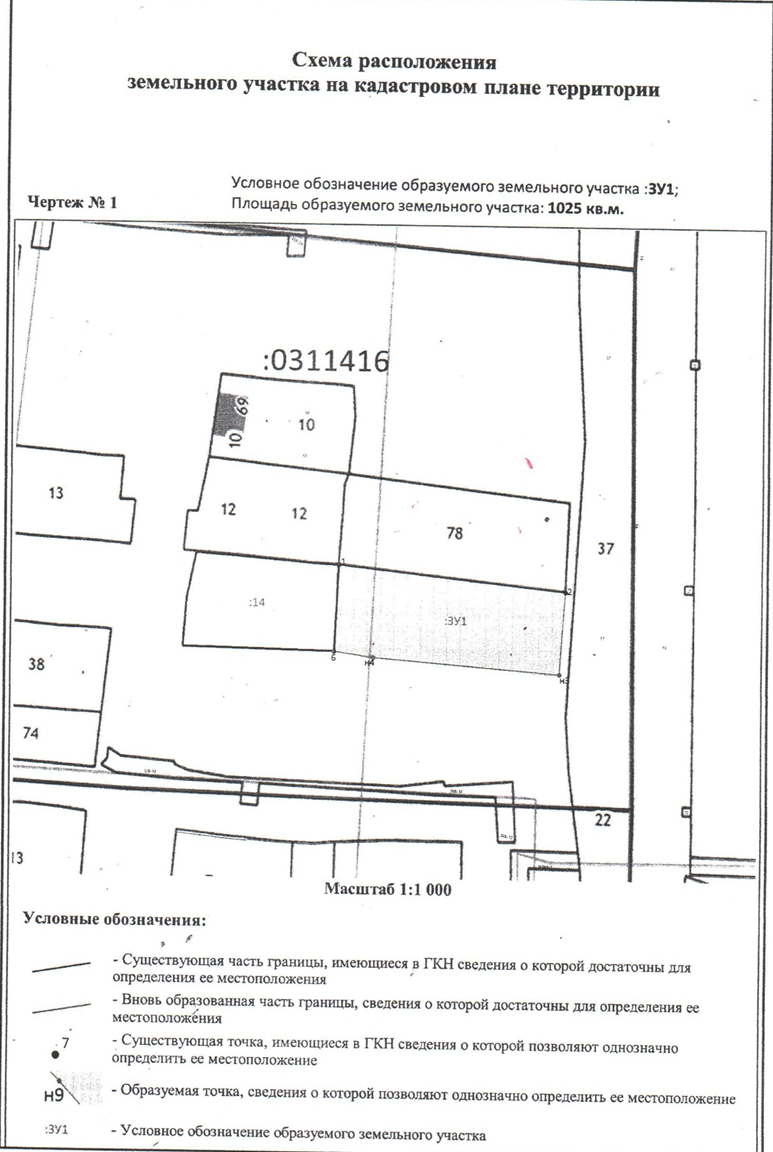 Схема расположения
земельного участка на кадастровом плане территории
Условное обозначение образуемого земельного участка :ЗУ1;
Чертеж № 1
Площадь образуемого земельного участка: 1025 кв.м.
:0311416
69
10
10
13
12
12
78
37
1
2
:14
:ЗУ1
38
6
н4
н3
74
22
13
Масштаб 1:1 000
Условные обозначения:
- Существующая часть границы, имеющиеся в ГКН сведения о которой достаточны для
определения ее местоположения
- Вновь образованная часть границы, сведения о которой достаточны для определения ее
местоположения
7
- Существующая точка, имеющиеся в ГКН сведения о которой позволяют однозначно
определить ее местоположение
н9
- Образуемая точка, сведения о которой позволяют однозначно определить ее местоположение
:ЗУ1
- Условное обозначение образуемого земельного участка